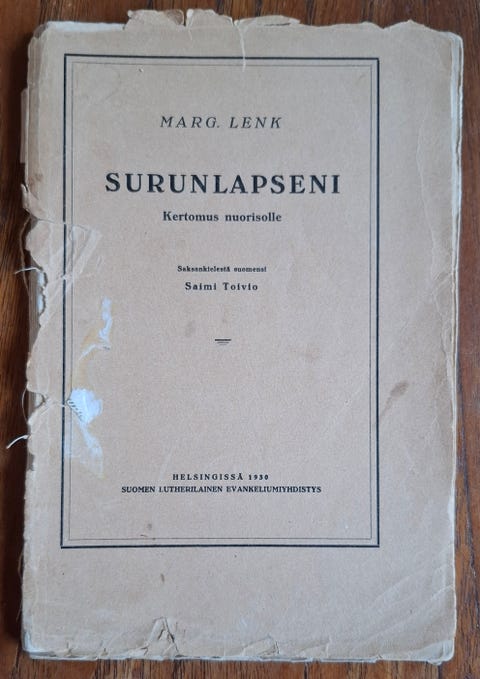 MARG. LENK
SURUNLAPSENI
Kertomus nuorisolle
Saksankielestä suomensi
Saimi Toivio
HELSINGISSÄ 1930
SUOMEN LUTHERILAINEN EVANKELIUMIYHDISTYS